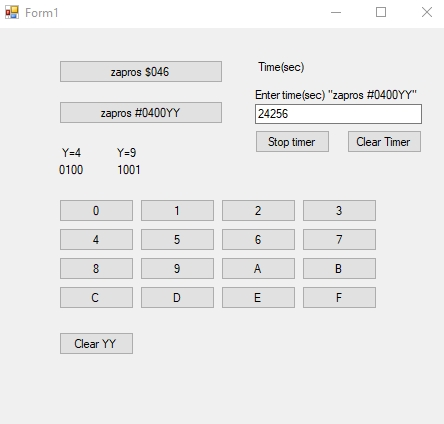 Form1
zapros $046
Time(sec)
Enter time(sec) "zapros #0400YY"
zapros #0400YY
24256
Stop timer Clear Timer
Y=4 Y=9
0100 1001
0 1 2 3
4 5 6 7
8 9 A B
C D E F
Clear YY